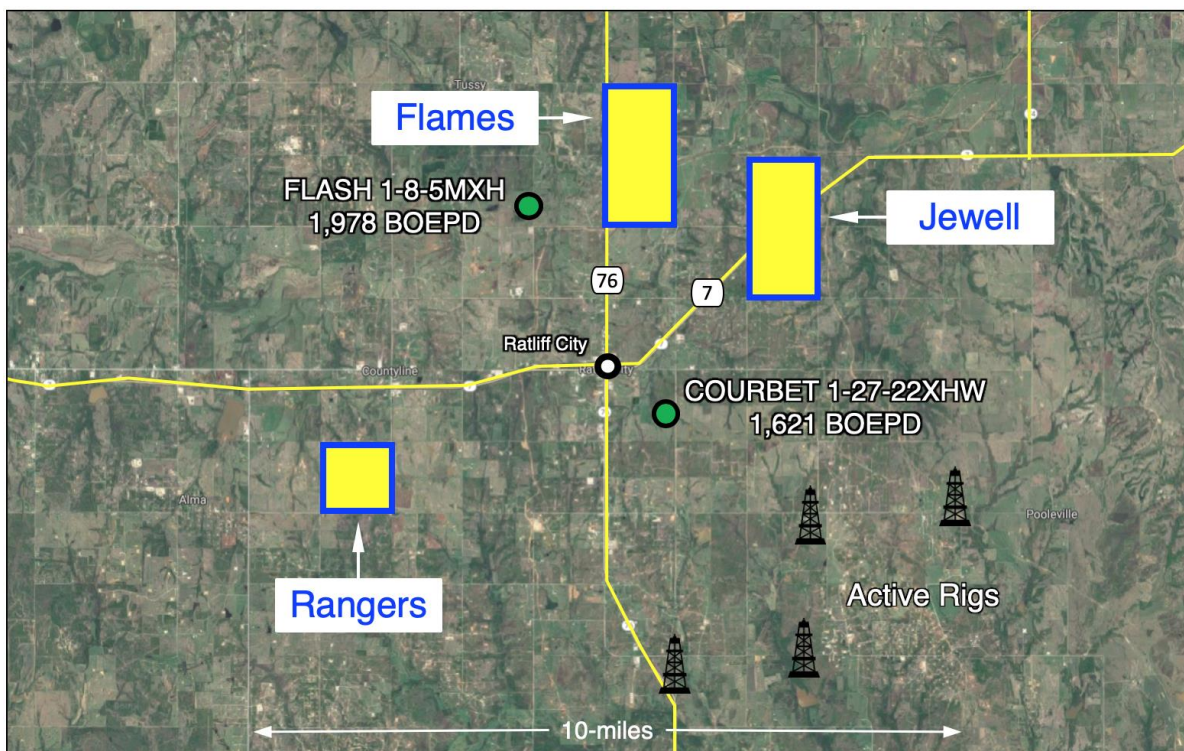 Tussy
Flames
FLASH 1-8-5MXH
1,978 BOEPD
Jewell
76
7
Ratliff City
Countyline
COURBET 1-27-22XHW
1,621 BOEPD
Alma
Pooleville
Rangers
Active Rigs
10-miles